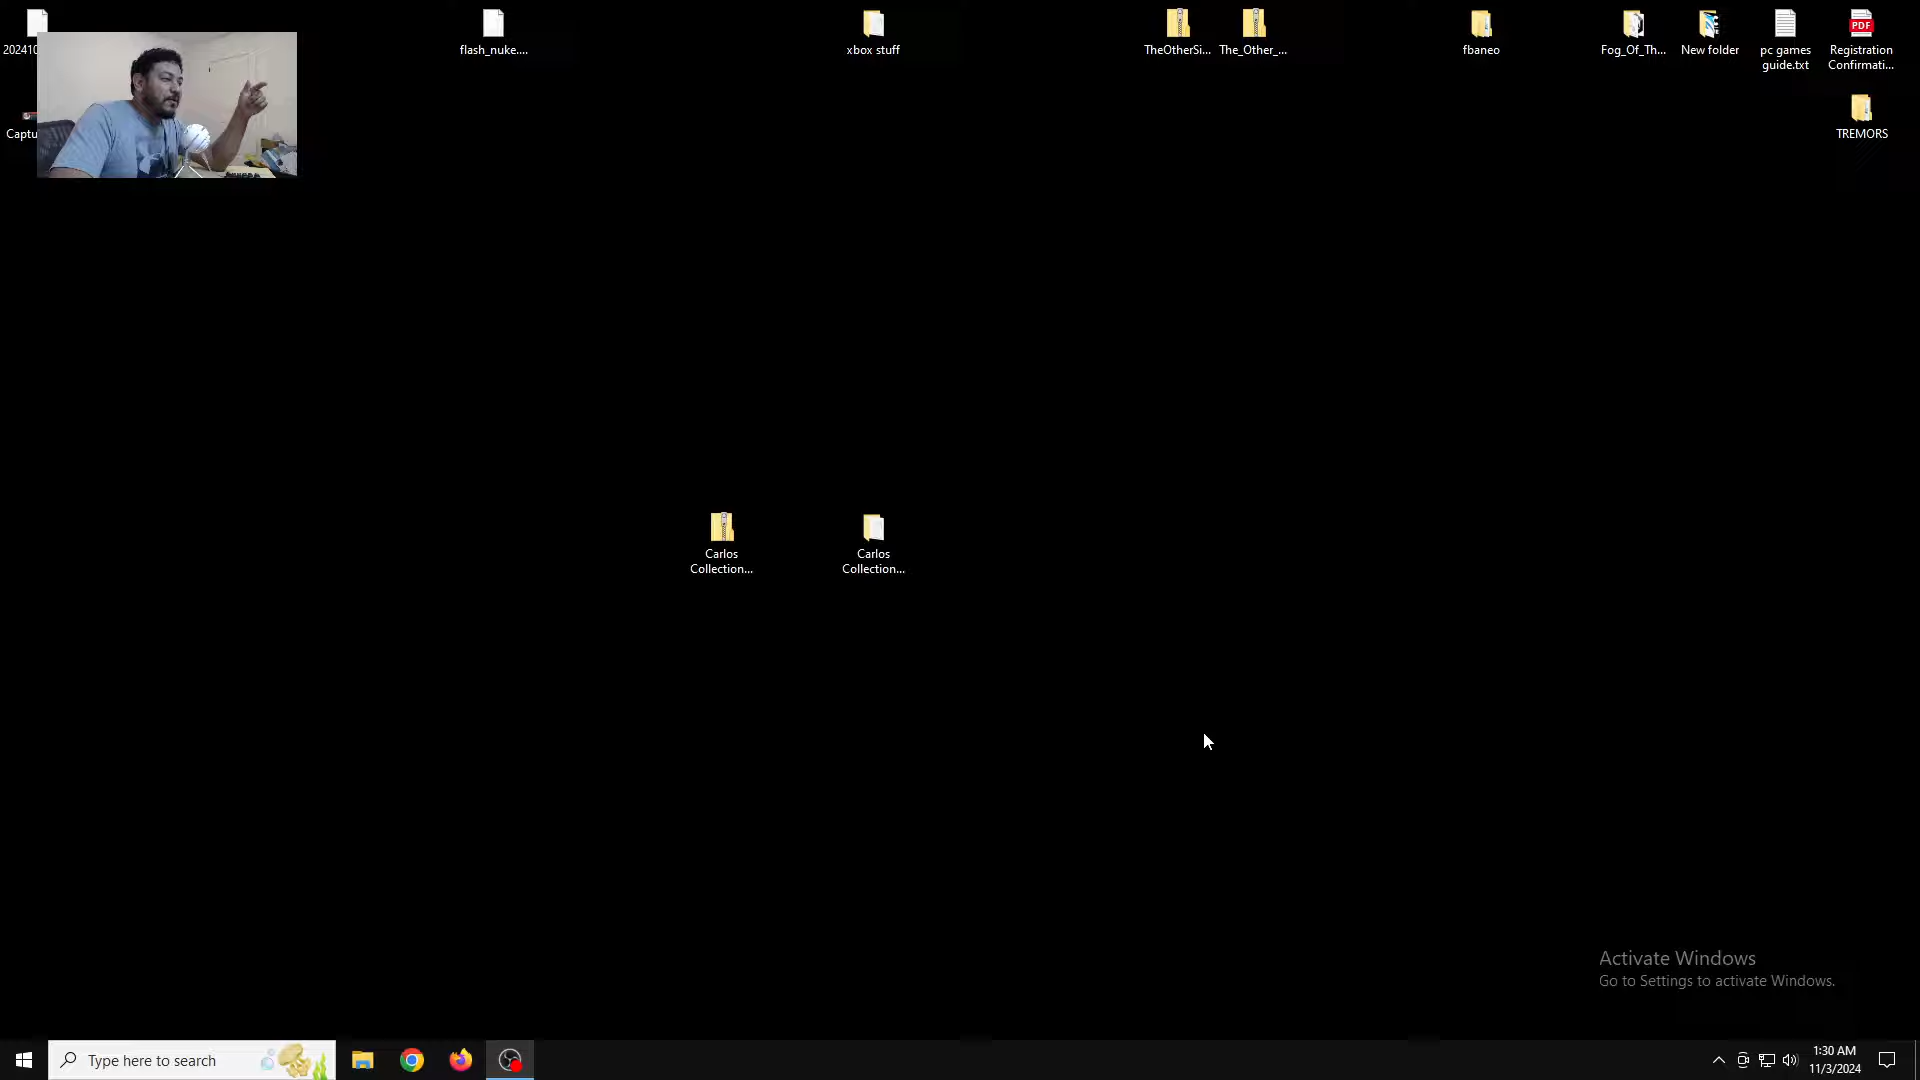 20241
flash_nuke....
xbox stuff
TheOtherSi...
The_Other_...
fbaneo
Fog_Of_Th...
New folder
pc games
guide.txt
PDF
Registration
Confirmati...
Captu
TREMORS
Carlos
Collection...
Carlos
Collection...
Activate Windows
Go to Settings to activate Windows.
Type here to search
1:30 AM
11/3/2024